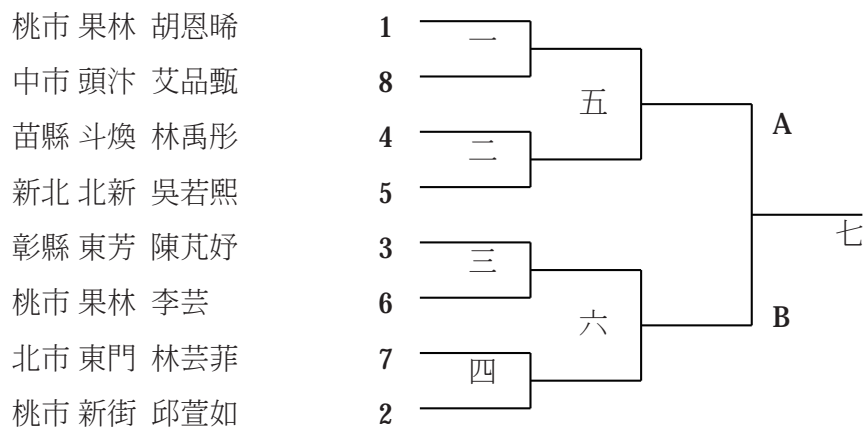 桃市 果林 胡恩晞 1
一
中市 頭汴 艾品甄 8
五
A
苗縣 斗煥 林禹彤 4
二
新北 北新 吳若熙 5
七
彰縣 東芳 陳芃妤 3
三
桃市 果林 李芸 6
六
B
北市 東門 林芸菲 7
四
桃市 新街 邱萱如 2